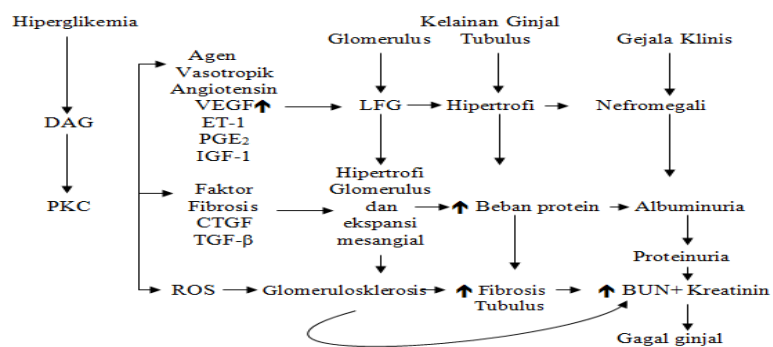 Hiperglikemia
DAG
PKC
Agen
Vasotropik
Angiotensin
VEGF🡅
ET-1
PGE₂
IGF-1
Faktor
Fibrosis
CTGF
TGF-β
ROS
Kelainan Ginjal
Glomerulus Tubulus
LFG
Hipertrofi
Hipertrofi
Glomerulus
dan
ekspansi
mesangial
🡅 Beban protein
Glomerulosklerosis
🡅 Fibrosis
Tubulus
Gejala Klinis
Nefromegali
Albuminuria
Proteinuria
🡅 BUN+ Kreatinin
Gagal ginjal